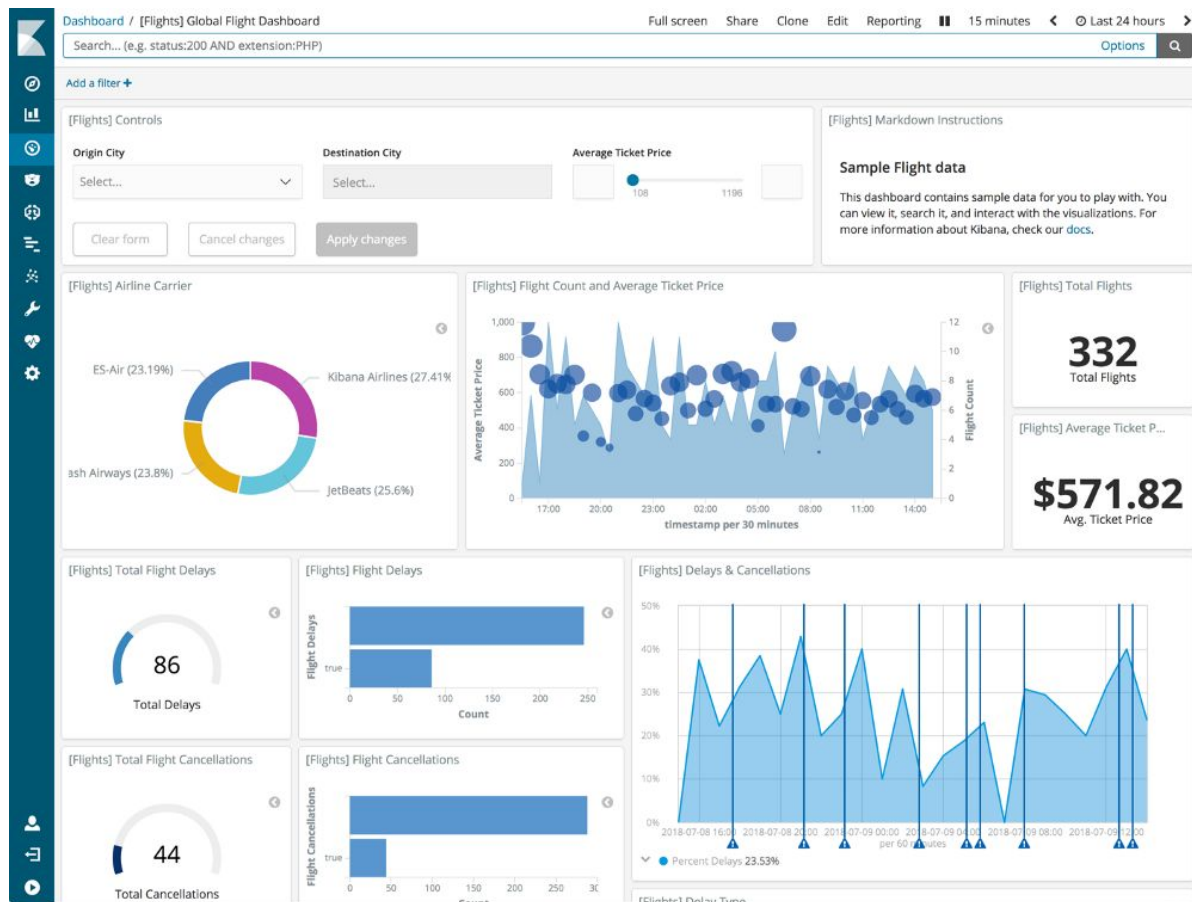 Dashboard / [Flights] Global Flight Dashboard
Full screen Share Clone Edit Reporting 15 minutes Last 24 hours
Search... (e.g. status:200 AND extension:PHP)
Options
Add a filter +
[Flights] Controls
Origin City
Select...
Destination City
Select...
Average Ticket Price
108
1196
Clear form
Cancel changes
Apply changes
[Flights] Markdown Instructions
Sample Flight data
This dashboard contains sample data for you to play with. You
can view it, search it, and interact with the visualizations. For
more information about Kibana, check our docs.
[Flights] Airline Carrier
ES-Air (23.19%)
Kibana Airlines (27.41%
ash Airways (23.8%)
JetBeats (25.6%)
[Flights] Flight Count and Average Ticket Price
Average Ticket Price
1,000
800
600
400
200
0
12
10
8
6
4
2
0
Flight Count
17:00 20:00 23:00 02:00 05:00 08:00 11:00 14:00
timestamp per 30 minutes
[Flights] Total Flights
332
Total Flights
[Flights] Average Ticket P...
$571.82
Avg. Ticket Price
[Flights] Total Flight Delays
86
Total Delays
[Flights] Flight Delays
Flight Delays
true
0 50 100 150 200 250
Count
[Flights] Delays & Cancellations
50%
40%
30%
20%
10%
0%
2018-07-08 16:00 2018-07-08 20:00 2018-07-09 00:00 2018-07-09 04:00 2018-07-09 08:00 2018-07-09 12:00
per 60 minutes
Percent Delays 23.53%
[Flights] Total Flight Cancellations
44
Total Cancellations
[Flights] Flight Cancellations
Flight Cancellations
true
0 50 100 150 200 250 3
Count
[Flights] Delay Type